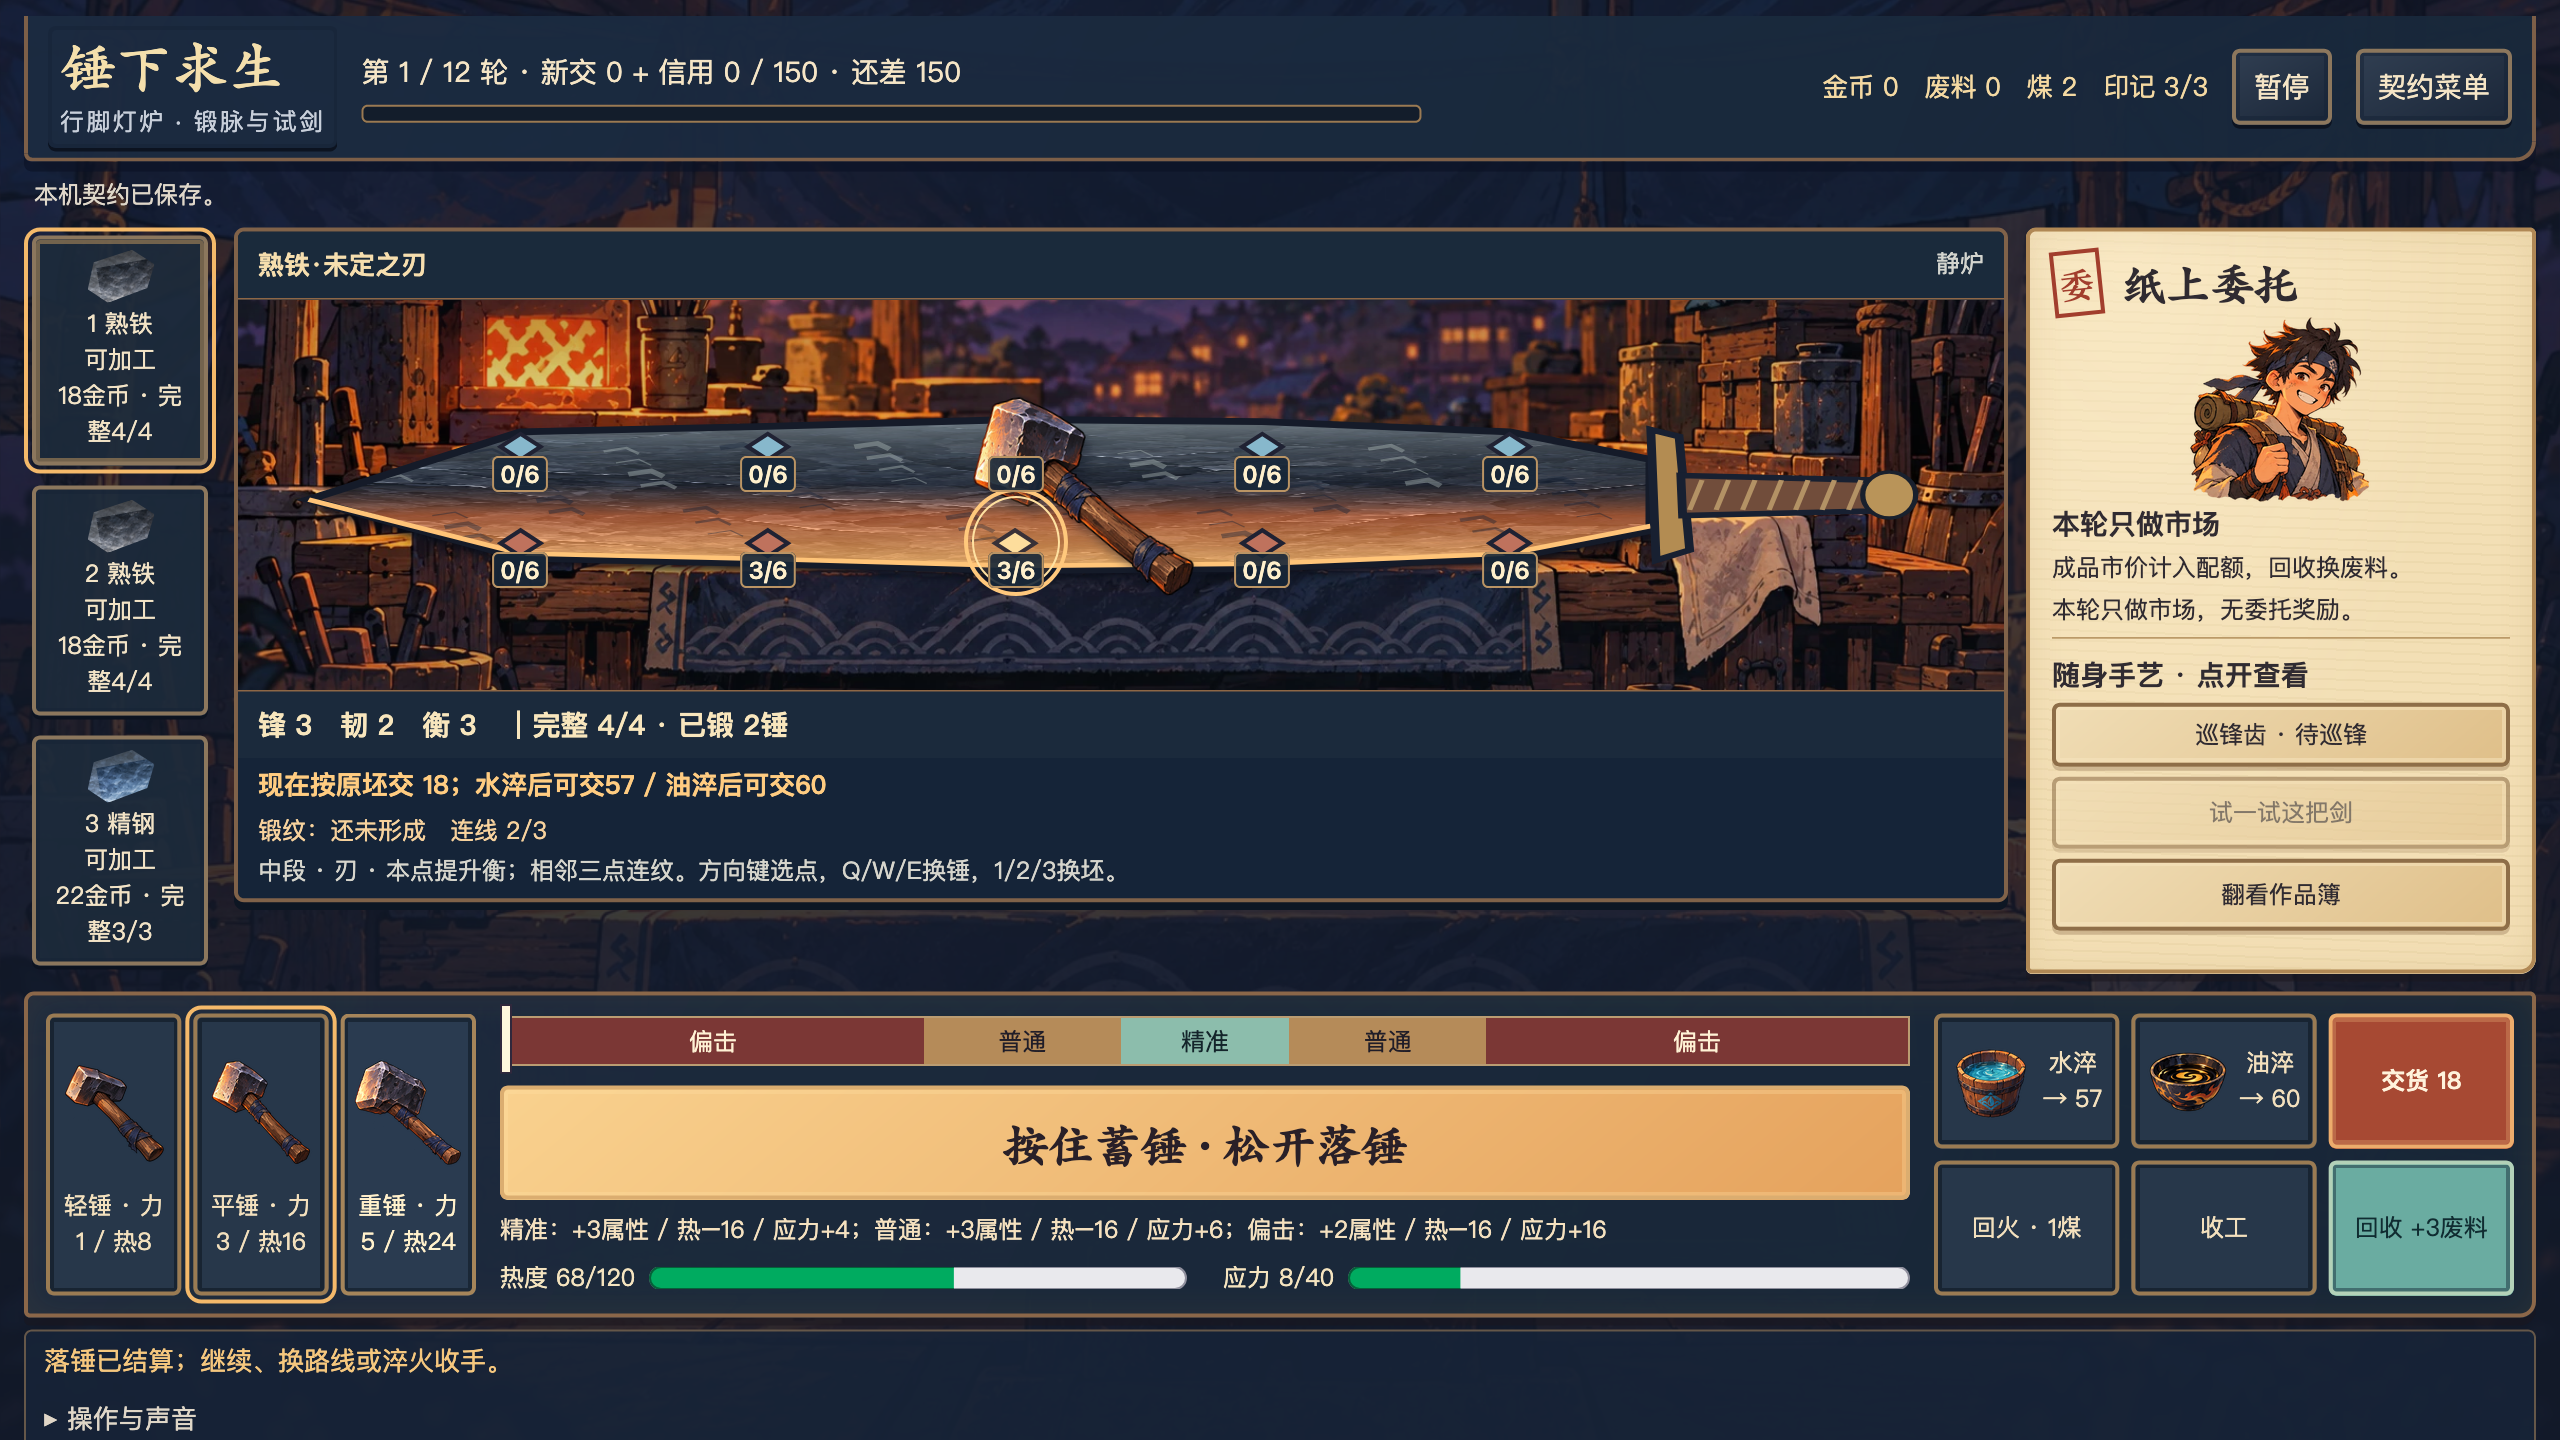 锤下求生
行脚灯炉 · 锻脉与试剑
第 1 / 12 轮 · 新交 0 + 信用 0 / 150 · 还差 150
金币 0 废料 0 煤 2 印记 3/3
暂停
契约菜单
本机契约已保存。
1 熟铁
可加工
18金币 · 完
整4/4
2 熟铁
可加工
18金币 · 完
整4/4
3 精钢
可加工
22金币 · 完
整3/3
熟铁·未定之刃
静炉
0/6 0/6 0/6 0/6 0/6
0/6 3/6 3/6 0/6 0/6
锋 3 韧 2 衡 3 ｜完整 4/4 · 已锻 2锤
现在按原坯交 18；水淬后可交57 / 油淬后可交60
锻纹：还未形成 连线 2/3
中段 · 刃 · 本点提升衡；相邻三点连纹。方向键选点，Q/W/E换锤，1/2/3换坯。
委
纸上委托
本轮只做市场
成品市价计入配额，回收换废料。
本轮只做市场，无委托奖励。
随身手艺 · 点开查看
巡锋齿 · 待巡锋
试一试这把剑
翻看作品簿
轻锤 · 力
1 / 热8
平锤 · 力
3 / 热16
重锤 · 力
5 / 热24
偏击 普通 精准 普通 偏击
按住蓄锤·松开落锤
精准：+3属性 / 热−16 / 应力+4；普通：+3属性 / 热−16 / 应力+6；偏击：+2属性 / 热−16 / 应力+16
热度 68/120
应力 8/40
水淬
→ 57
油淬
→ 60
交货 18
回火 · 1煤
收工
回收 +3废料
落锤已结算；继续、换路线或淬火收手。
▸ 操作与声音